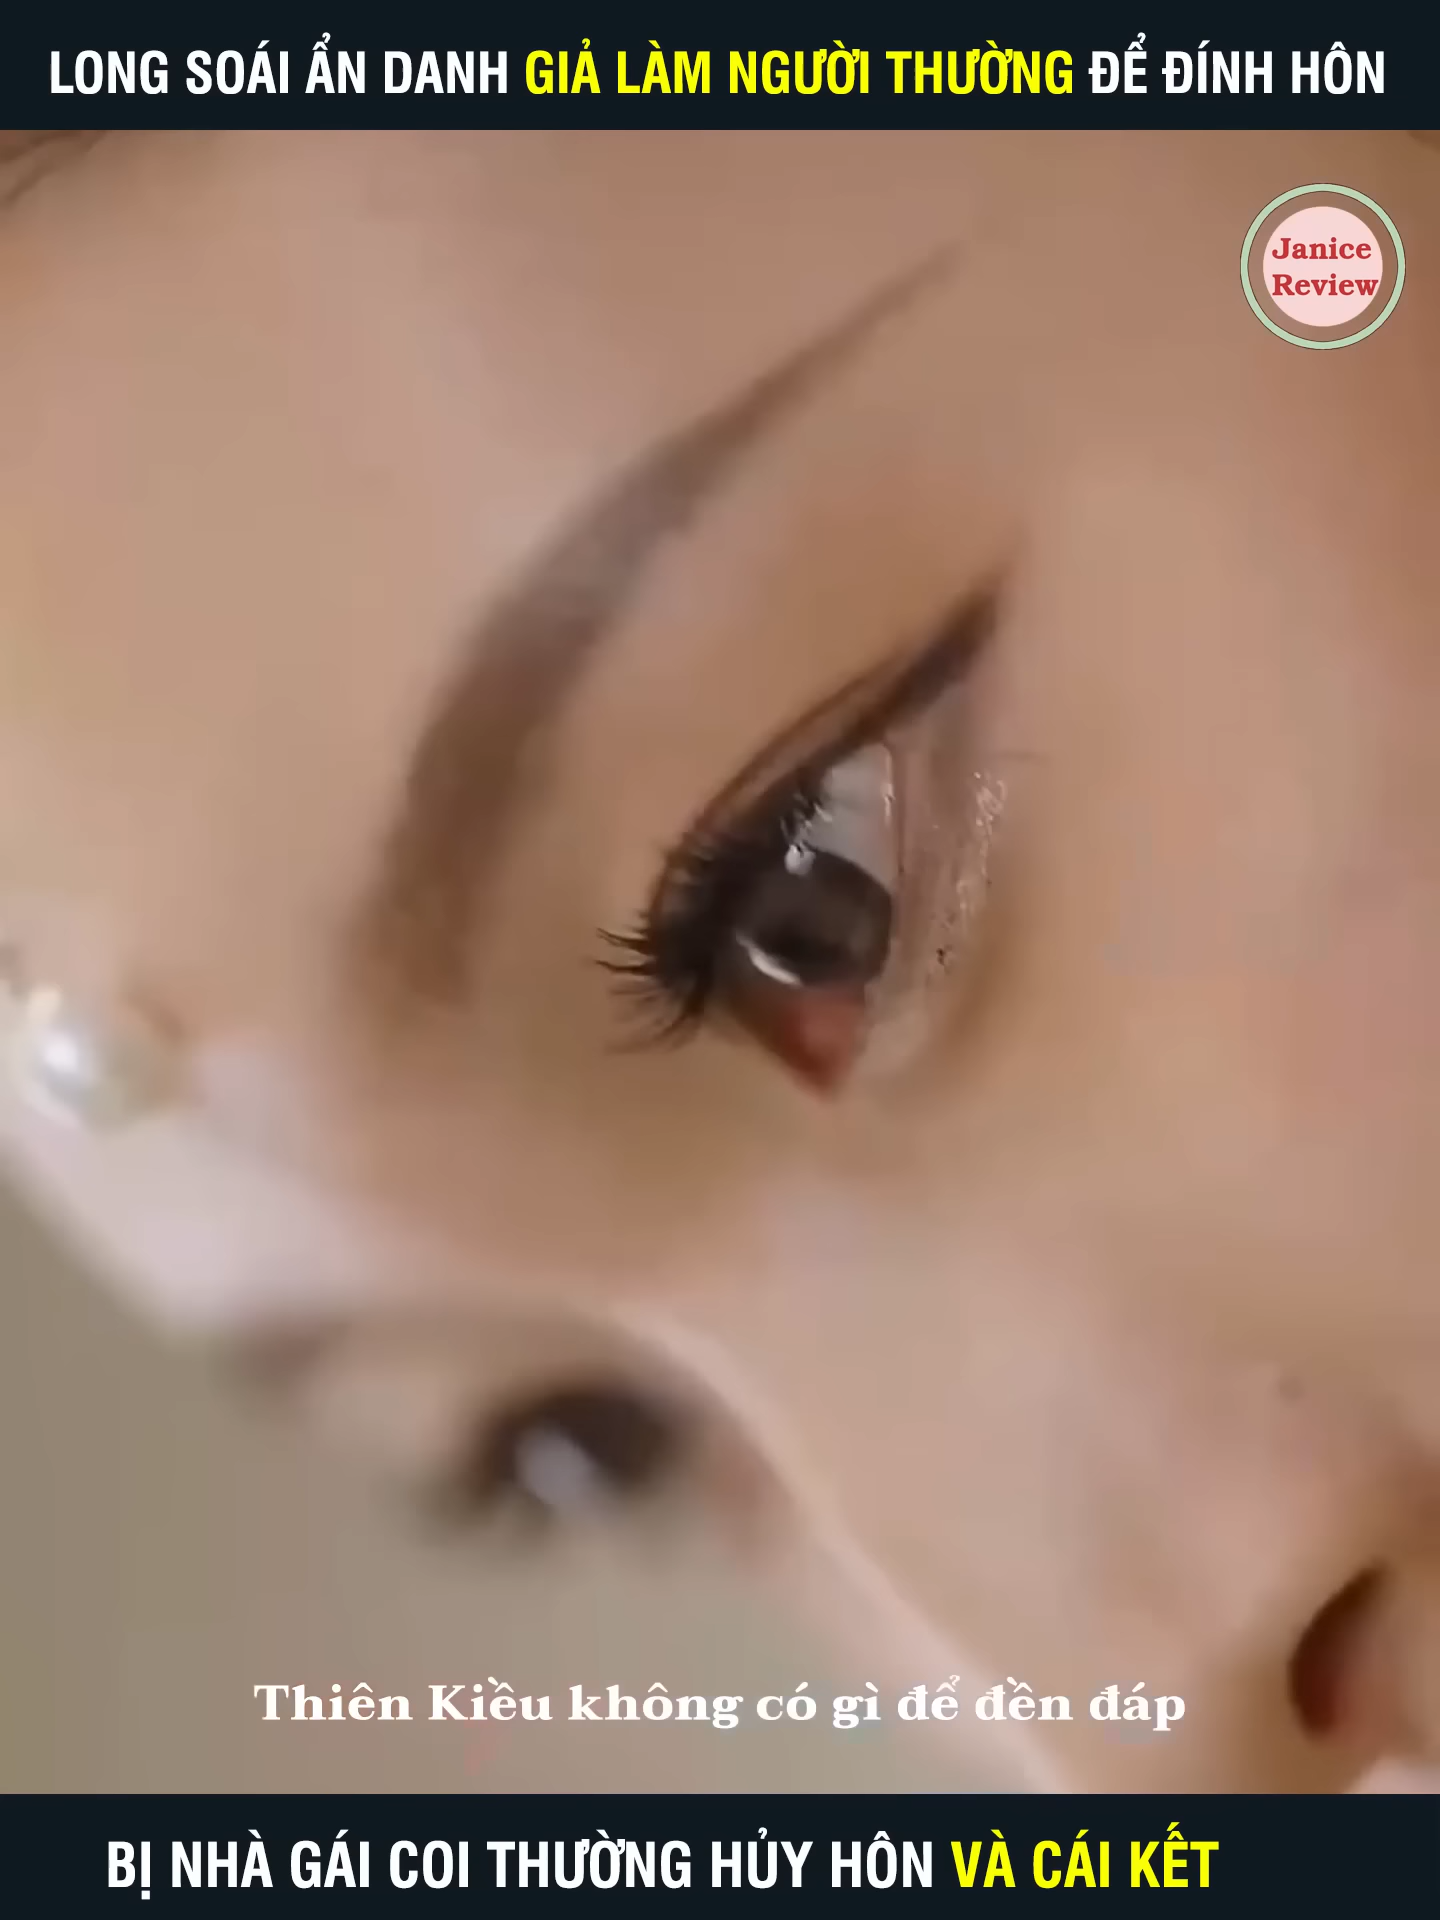 LONG SOÁI ẨN DANH GIẢ LÀM NGƯỜI THƯỜNG ĐỂ ĐÍNH HÔN
Janice
Review
Thiên Kiều không có gì để đền đáp
BỊ NHÀ GÁI COI THƯỜNG HỦY HÔN VÀ CÁI KẾT